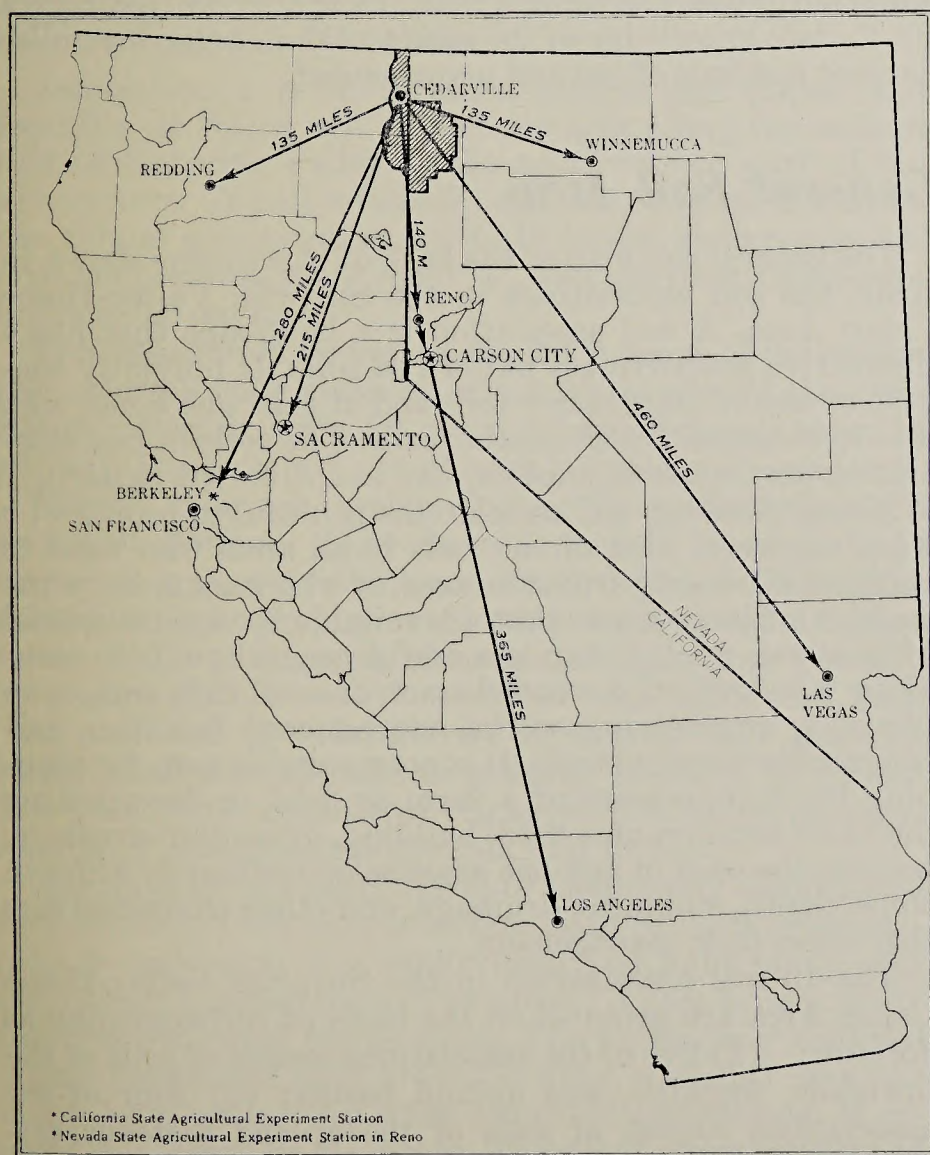 CEDARVILLE
135 MILES
135 MILES
REDDING
WINNEMUCCA
140 M
280 MILES
215 MILES
RENO
CARSON CITY
460 MILES
SACRAMENTO
BERKELEY *
SAN FRANCISCO
NEVADA
CALIFORNIA
365 MILES
LAS
VEGAS
LOS ANGELES
* California State Agricultural Experiment Station
* Nevada State Agricultural Experiment Station in Reno